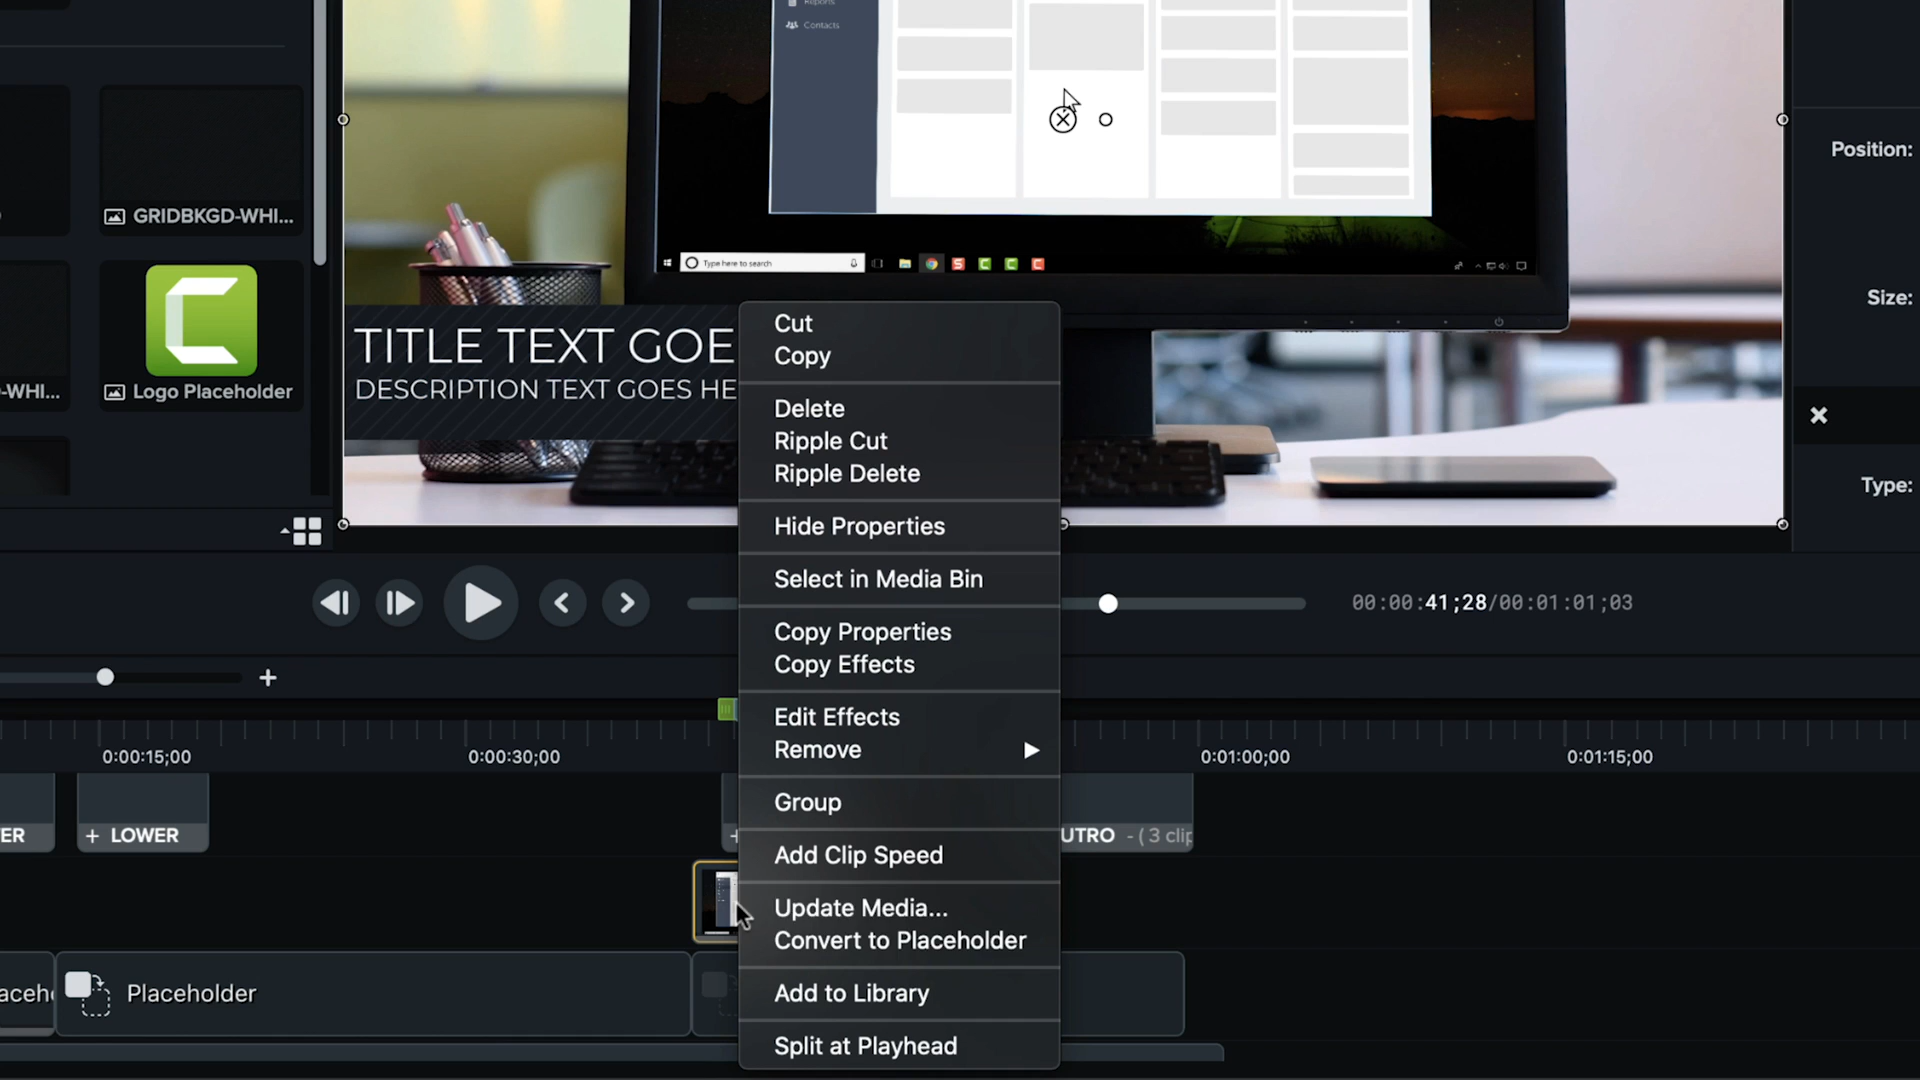 Reports
Contacts
GRIDBKGD-WHI...
-WHI...
Logo Placeholder
Type here to search
TITLE TEXT GOE
DESCRIPTION TEXT GOES HE
Position:
Size:
Type:
Cut
Copy
Delete
Ripple Cut
Ripple Delete
Hide Properties
Select in Media Bin
Copy Properties
Copy Effects
Edit Effects
Remove
Group
Add Clip Speed
Update Media...
Convert to Placeholder
Add to Library
Split at Playhead
00:00:41;28/00:01:01;03
0:00:15;00
0:00:30;00
0:01:00;00
0:01:15;00
ER
+ LOWER
+
UTRO - ( 3 clip
aceh
Placeholder